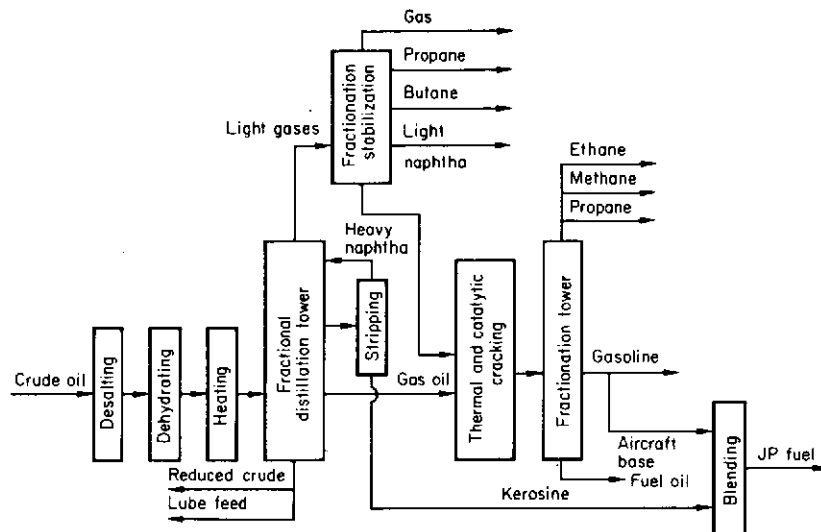 Gas
Propane
Butane
Light
naphtha
Fractionation
stabilization
Light gases
Ethane
Methane
Propane
Heavy
naphtha
Fractional
distillation tower
Stripping
Thermal and catalytic
cracking
Fractionation tower
Gasoline
Crude oil
Desalting
Dehydrating
Heating
Gas oil
Aircraft
base
Fuel oil
Blending
JP fuel
Reduced crude
Lube feed
Kerosine